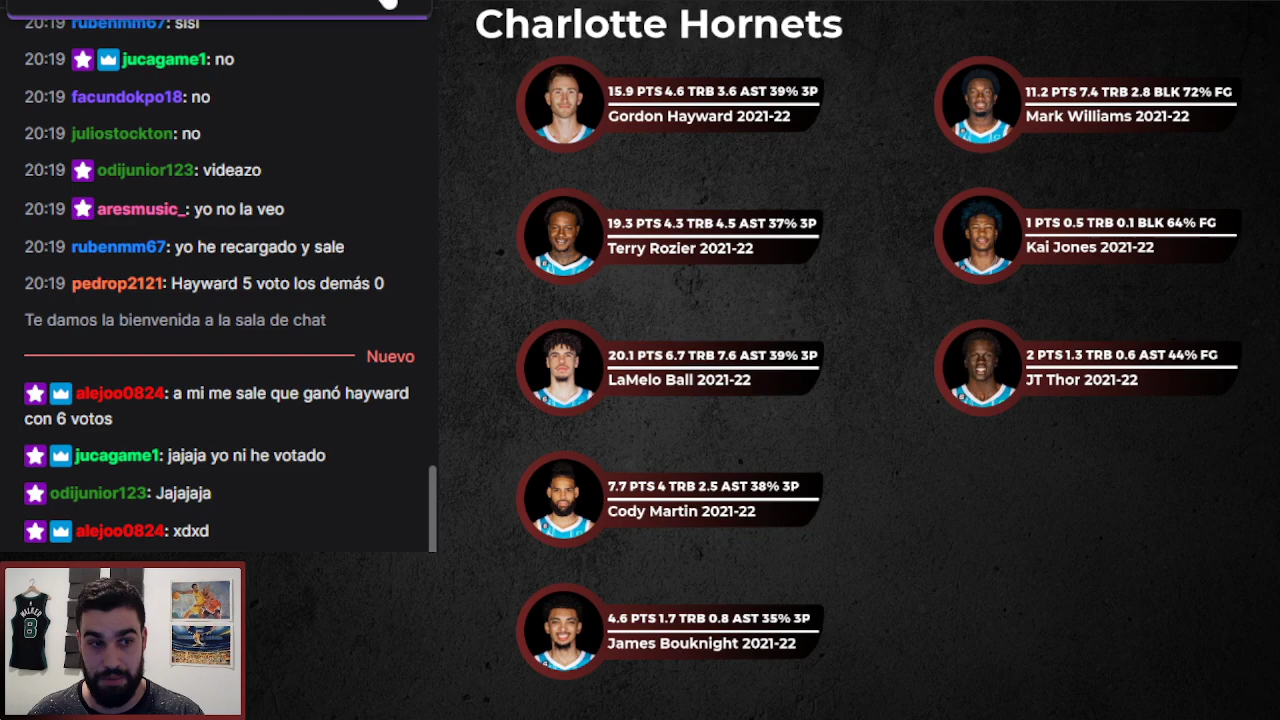 20:19 rubenmm67: sisi
20:19 jucagame1: no
20:19 facundokpo18: no
20:19 juliostockton: no
20:19 odijunior123: videazo
20:19 aresmusic_: yo no la veo
20:19 rubenmm67: yo he recargado y sale
20:19 pedrop2121: Hayward 5 voto los demás 0
Te damos la bienvenida a la sala de chat
Nuevo
alejoo0824: a mi me sale que ganó hayward
con 6 votos
jucagame1: jajaja yo ni he votado
odijunior123: Jajajaja
alejoo0824: xdxd
WALKER
8
Charlotte Hornets
15.9 PTS 4.6 TRB 3.6 AST 39% 3P
Gordon Hayward 2021-22
19.3 PTS 4.3 TRB 4.5 AST 37% 3P
Terry Rozier 2021-22
20.1 PTS 6.7 TRB 7.6 AST 39% 3P
LaMelo Ball 2021-22
7.7 PTS 4 TRB 2.5 AST 38% 3P
Cody Martin 2021-22
4.6 PTS 1.7 TRB 0.8 AST 35% 3P
James Bouknight 2021-22
11.2 PTS 7.4 TRB 2.8 BLK 72% FG
Mark Williams 2021-22
1 PTS 0.5 TRB 0.1 BLK 64% FG
Kai Jones 2021-22
2 PTS 1.3 TRB 0.6 AST 44% FG
JT Thor 2021-22